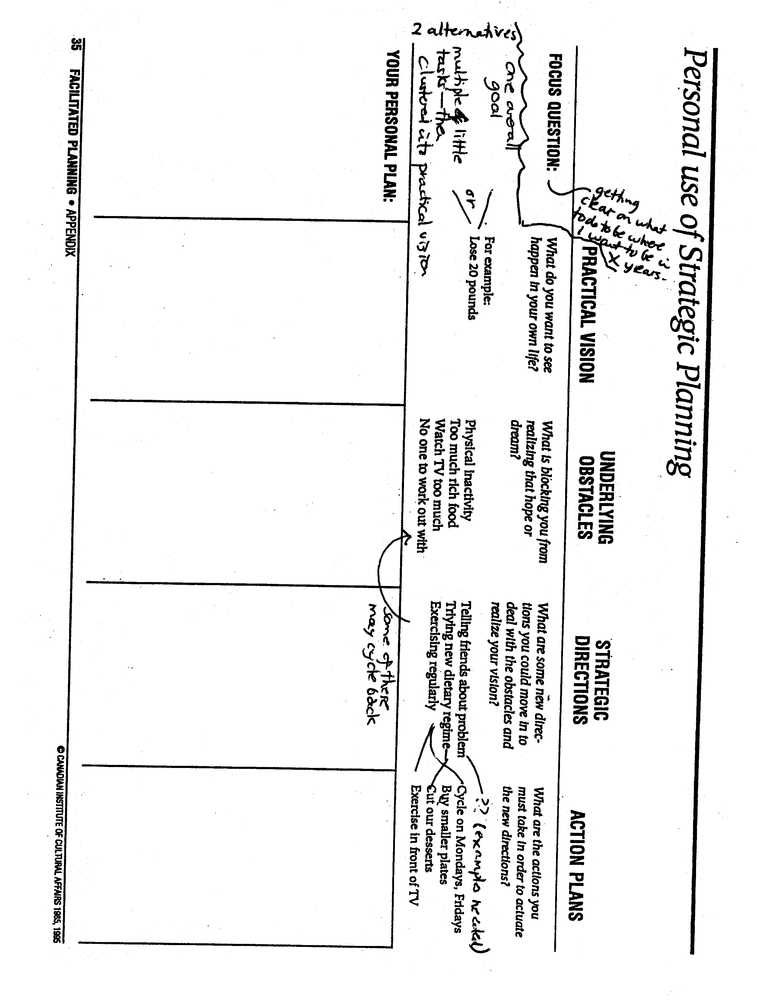 Personal use of Strategic Planning
getting
clear on what
to do to be where
i want to be in
X years.
PRACTICAL VISION
UNDERLYING
OBSTACLES
STRATEGIC
DIRECTIONS
ACTION PLANS
FOCUS QUESTION:
What do you want to see
happen in your own life?
What is blocking you from
realizing that hope or
dream?
What are some new direc-
tions you could move in to
deal with the obstacles and
realize your vision?
What are the actions you
must take in order to actuate
the new directions?
2 alternatives
one overall
goal
or
multiple little
tasks — then
clustered into practical vision
For example:
Lose 20 pounds
Physical inactivity
Too much rich food
Watch TV too much
No one to work out with
Telling friends about problem
Triying new dietary regime
Exercising regularly
?? (examples needed)
Cycle on Mondays, Fridays
Buy smaller plates
Cut our desserts
Exercise in front of TV
YOUR PERSONAL PLAN:
some of these
may cycle back
35 FACILITATED PLANNING • APPENDIX
© CANADIAN INSTITUTE OF CULTURAL AFFAIRS 1985, 1995